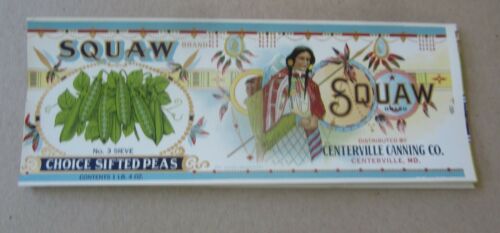 SQUAW
BRAND
No. 3 SIEVE
CHOICE SIFTED PEAS
CONTENTS 1 LB. 4 OZ.
SQUAW
BRAND
DISTRIBUTED BY
CENTERVILLE CANNING CO.
CENTERVILLE, MD.